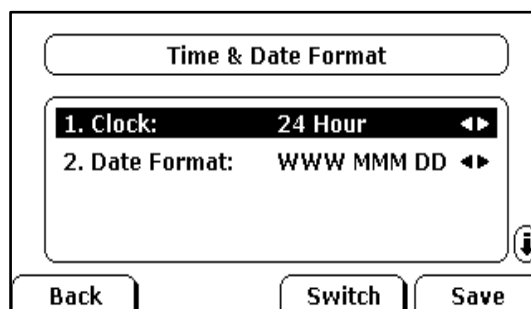 Time & Date Format
1. Clock: 24 Hour
2. Date Format: WWW MMM DD
Back Switch Save